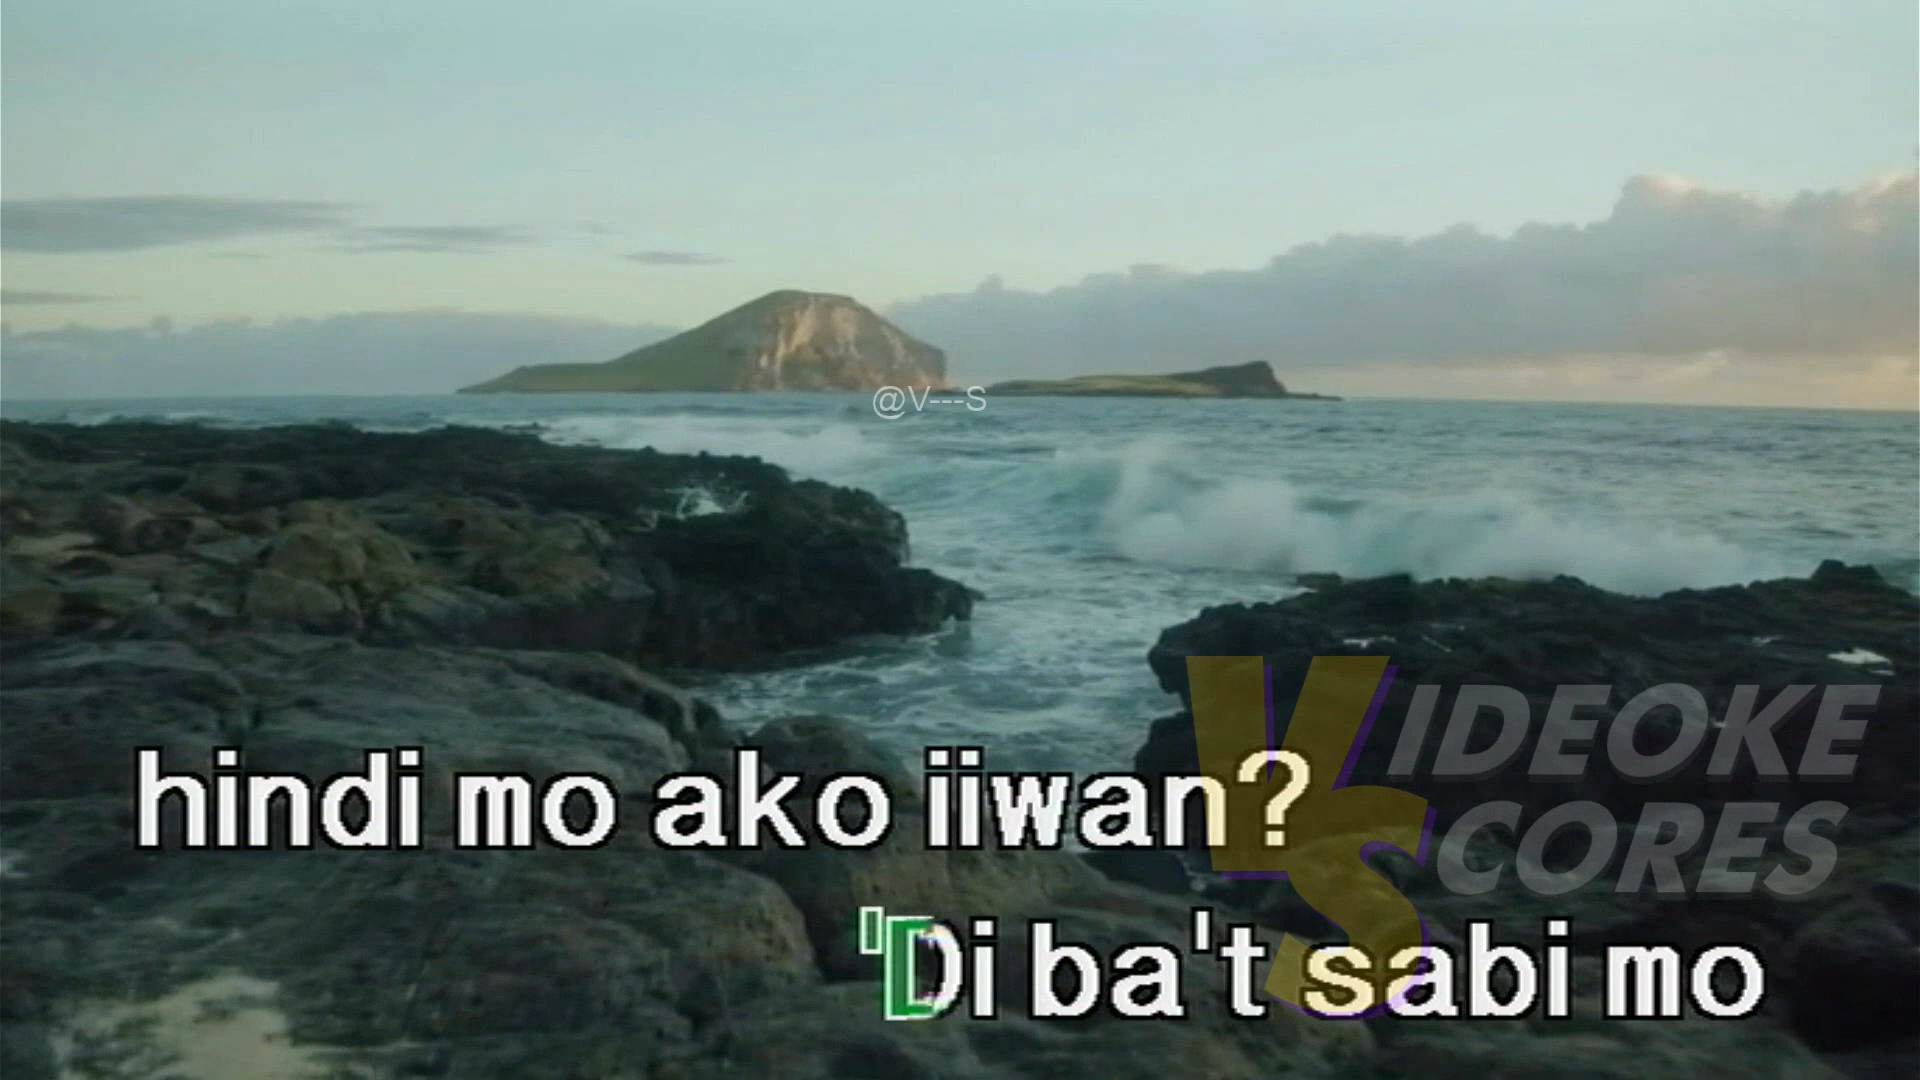 @V---S
VIDEOKE
SCORES
hindi mo ako iiwan?
'Di ba't sabi mo